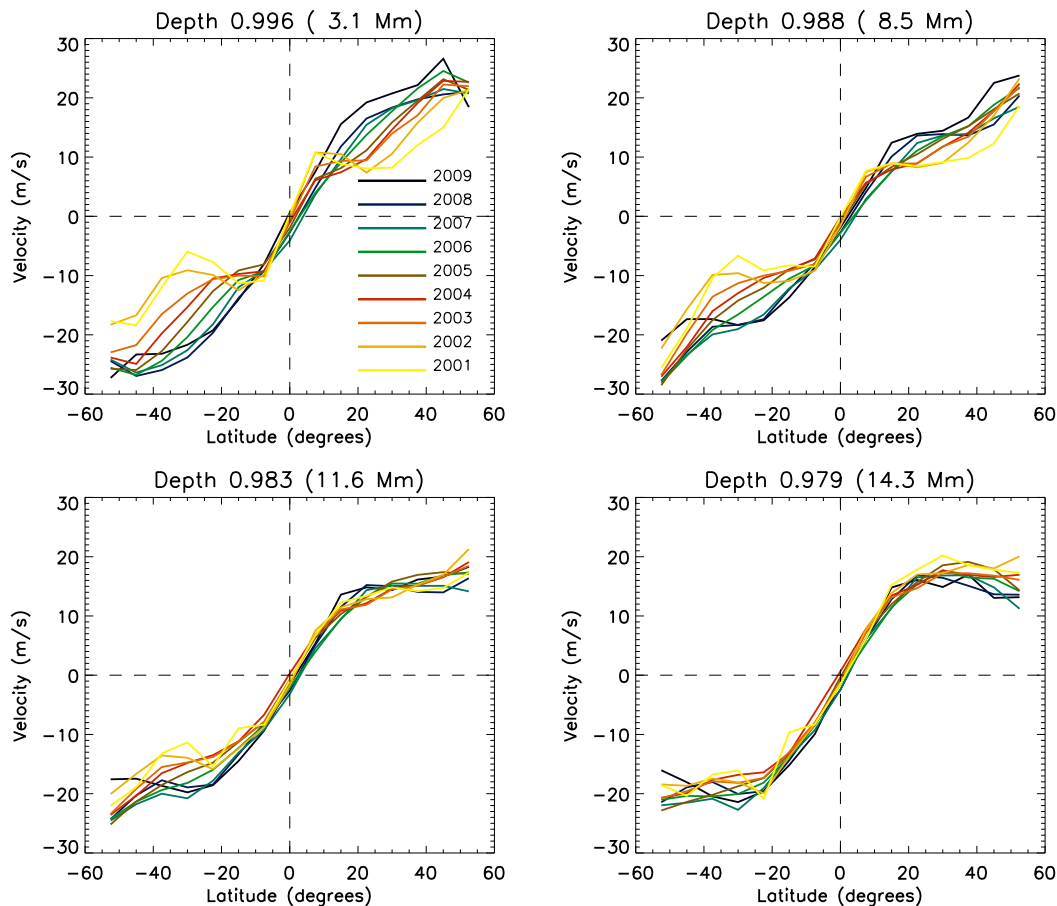 Depth 0.996 ( 3.1 Mm)
30
20
10
0
−10
−20
−30
Velocity (m/s)
2009
2008
2007
2006
2005
2004
2003
2002
2001
−60 −40 −20 0 20 40 60
Latitude (degrees)
Depth 0.988 ( 8.5 Mm)
30
20
10
0
−10
−20
−30
Velocity (m/s)
−60 −40 −20 0 20 40 60
Latitude (degrees)
Depth 0.983 (11.6 Mm)
30
20
10
0
−10
−20
−30
Velocity (m/s)
−60 −40 −20 0 20 40 60
Latitude (degrees)
Depth 0.979 (14.3 Mm)
30
20
10
0
−10
−20
−30
Velocity (m/s)
−60 −40 −20 0 20 40 60
Latitude (degrees)